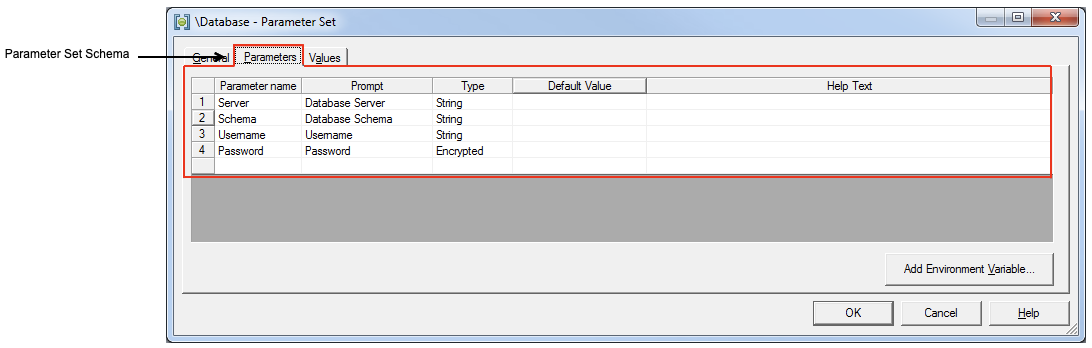 \Database - Parameter Set
Parameter Set Schema
General Parameters Values
Parameter name Prompt Type Default Value Help Text
1 Server Database Server String
2 Schema Database Schema String
3 Username Username String
4 Password Password Encrypted
Add Environment Variable...
OK Cancel Help